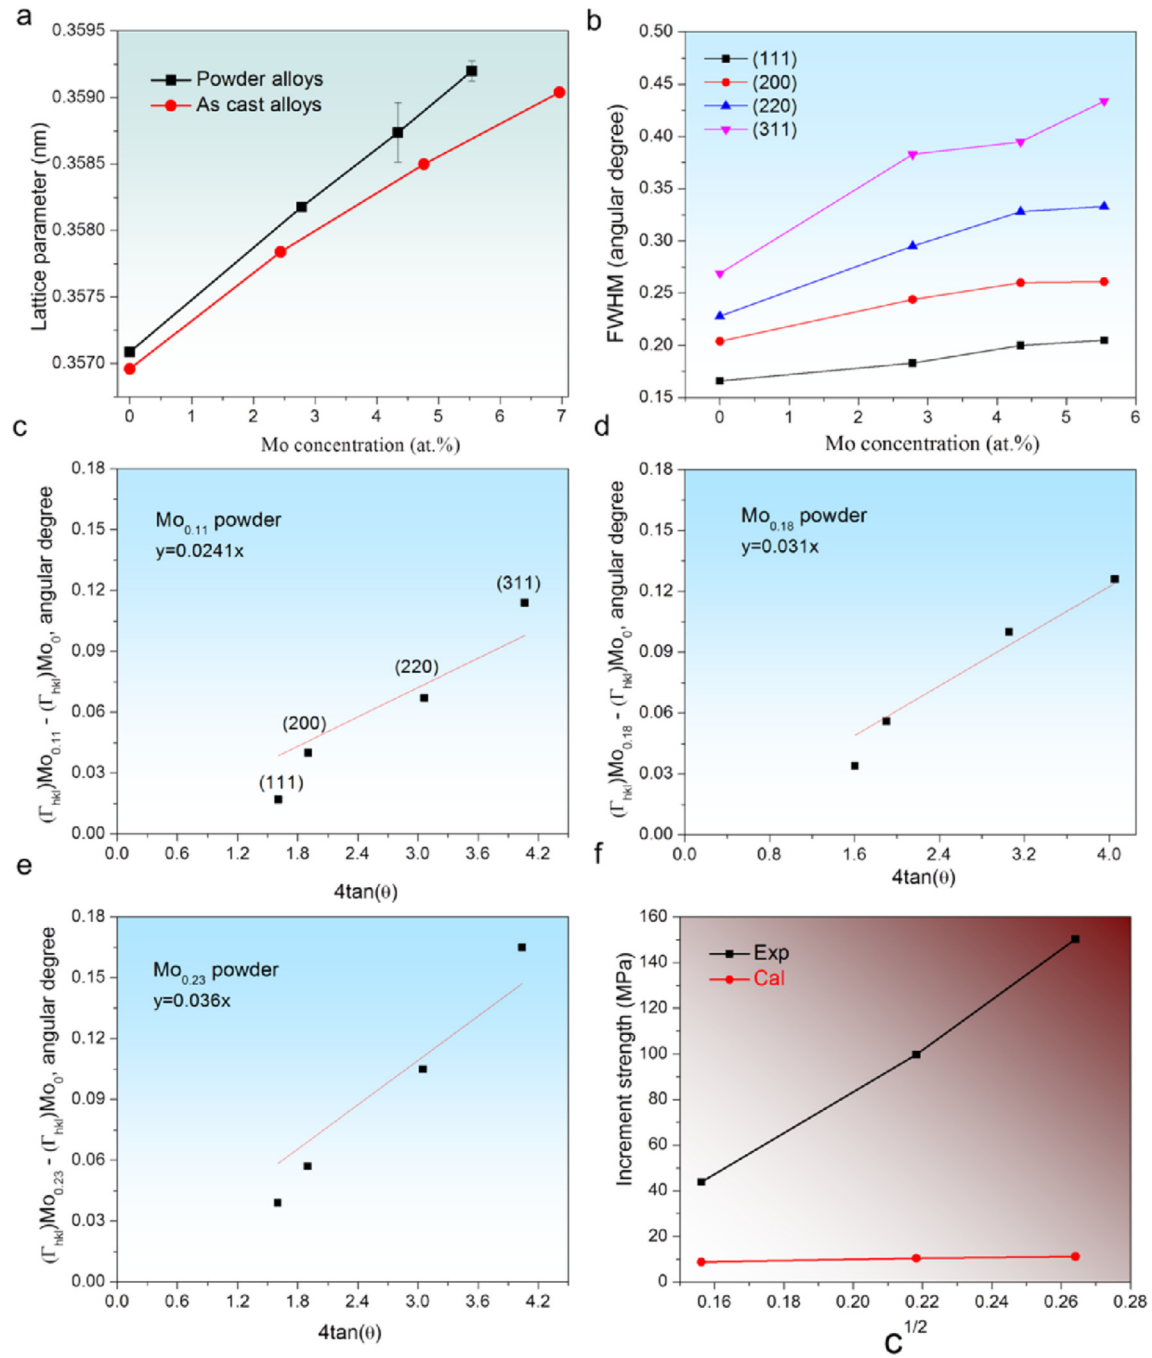 a
0.3595
0.3590
0.3585
0.3580
0.3575
0.3570
Lattice parameter (nm)
Powder alloys
As cast alloys
0 1 2 3 4 5 6 7
Mo concentration (at.%)
b
0.50
0.45
0.40
0.35
0.30
0.25
0.20
0.15
FWHM (angular degree)
(111)
(200)
(220)
(311)
0 1 2 3 4 5 6
Mo concentration (at.%)
c
0.18
0.15
0.12
0.09
0.06
0.03
0.00
(Γhkl)Mo0.11 - (Γhkl)Mo0, angular degree
Mo0.11 powder
y=0.0241x
(311)
(220)
(200)
(111)
0.0 0.6 1.2 1.8 2.4 3.0 3.6 4.2
4tan(θ)
d
0.18
0.15
0.12
0.09
0.06
0.03
0.00
(Γhkl)Mo0.18 - (Γhkl)Mo0, angular degree
Mo0.18 powder
y=0.031x
0.0 0.8 1.6 2.4 3.2 4.0
4tan(θ)
e
0.18
0.15
0.12
0.09
0.06
0.03
0.00
(Γhkl)Mo0.23 - (Γhkl)Mo0, angular degree
Mo0.23 powder
y=0.036x
0.0 0.6 1.2 1.8 2.4 3.0 3.6 4.2
4tan(θ)
f
160
140
120
100
80
60
40
20
0
Increment strength (MPa)
Exp
Cal
0.16 0.18 0.20 0.22 0.24 0.26 0.28
C1/2